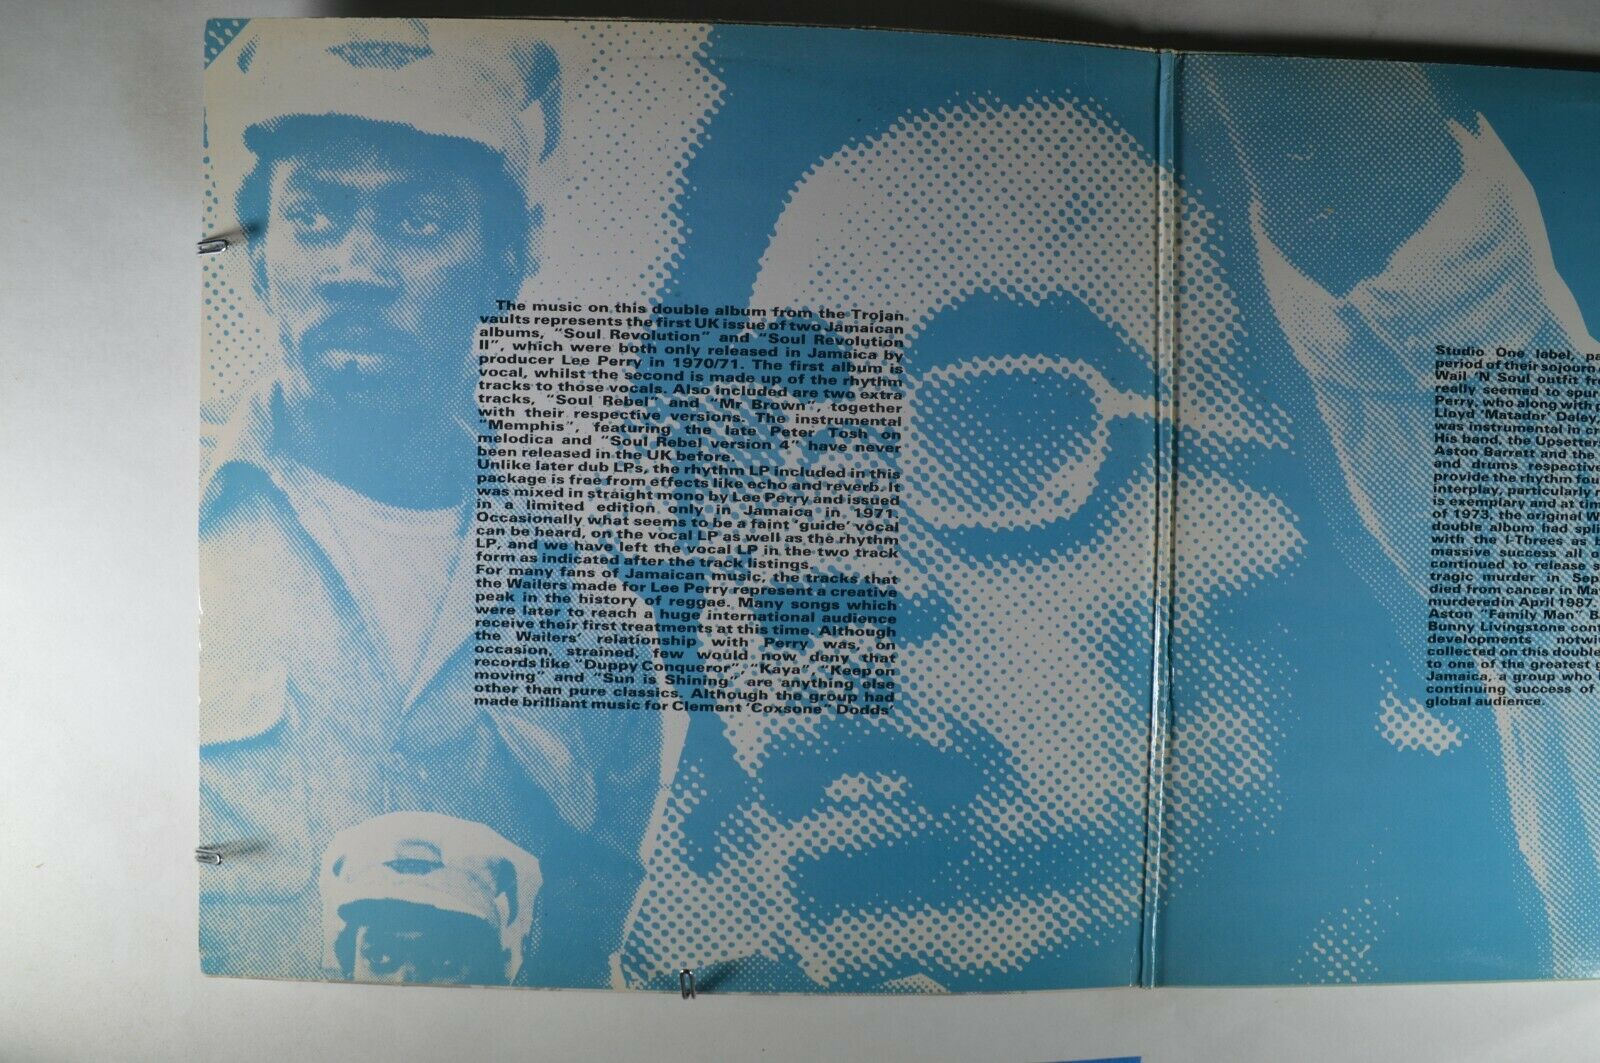 The music on this double album from the Trojan
vaults represents the first UK issue of two Jamaican
albums, "Soul Revolution" and "Soul Revolution
II", which were both only released in Jamaica by
producer Lee Perry in 1970/71. The first album is
vocal, whilst the second is made up of the rhythm
tracks to those vocals. Also included are two extra
tracks, "Soul Rebel" and "Mr Brown", together
with their respective versions. The instrumental
"Memphis", featuring the late Peter Tosh on
melodica and "Soul Rebel version 4" have never
been released in the UK before.
Unlike later dub LPs, the rhythm LP included in this
package is free from effects like echo and reverb. It
was mixed in straight mono by Lee Perry and issued
in a limited edition only in Jamaica in 1971.
Occasionally what seems to be a faint 'guide' vocal
can be heard, on the vocal LP as well as the rhythm
LP, and we have left the vocal LP in the two track
form as indicated after the track listings.
For many fans of Jamaican music, the tracks that
the Wailers made for Lee Perry represent a creative
peak in the history of reggae. Many songs which
were later to reach a huge international audience
receive their first treatments at this time. Although
the Wailers' relationship with Perry was, on
occasion, strained, few would now deny that
records like "Duppy Conqueror", "Kaya", "Keep on
moving" and "Sun is Shining" are anything else
other than pure classics. Although the group had
made brilliant music for Clement 'Coxsone" Dodds'
Studio One label, pa
period of their sojourn
Wail 'N Soul outfit fr
really seemed to spur
Perry, who along with p
Lloyd 'Matador' Daley
was instrumental in cr
His band, the Upsetters
Aston Barrett and the
and drums respective
provide the rhythm fou
interplay, particularly
is exemplary and at tim
of 1973, the original W
double album had spli
with the I-Threes as b
massive success all o
continued to release s
tragic murder in Sep
died from cancer in Ma
murderedin April 1987.
Aston "Family Man" B
Bunny Livingstone cont
developments notwi
collected on this double
to one of the greatest g
Jamaica, a group who
continuing success of
global audience.